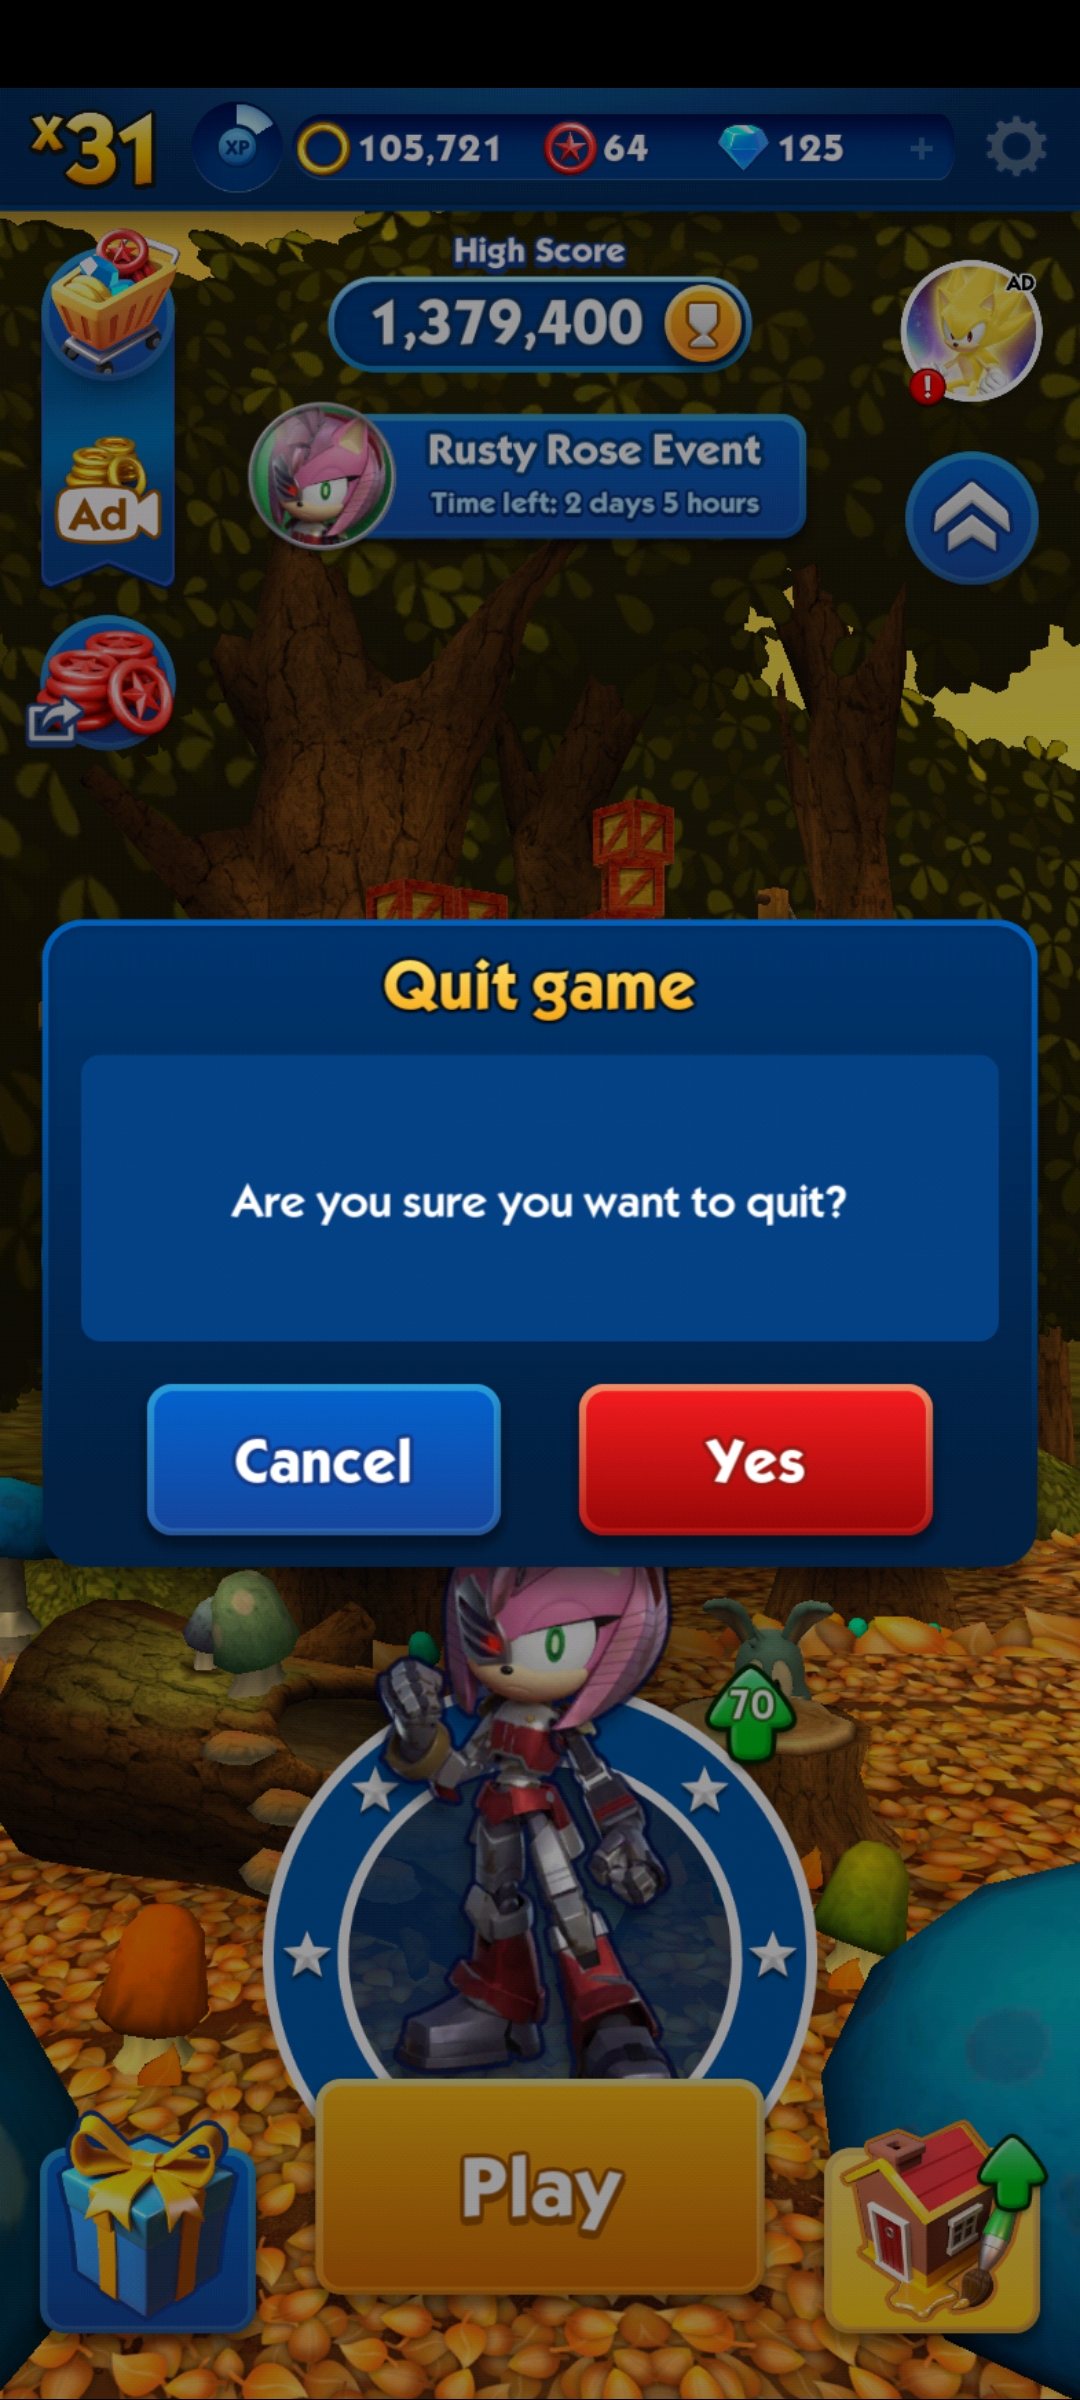 x31
XP
105,721
64
125
+
High Score
1,379,400
AD
!
Rusty Rose Event
Time left: 2 days 5 hours
Ad
Quit game
Are you sure you want to quit?
Cancel
Yes
70
Play